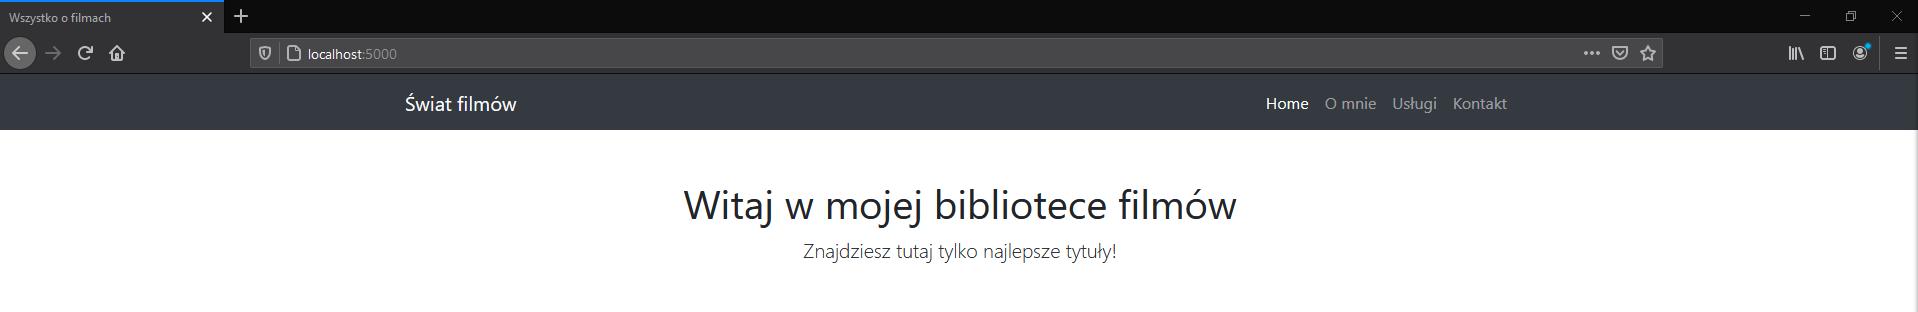 Wszystko o filmach
localhost:5000
Świat filmów
Home O mnie Usługi Kontakt
Witaj w mojej bibliotece filmów
Znajdziesz tutaj tylko najlepsze tytuły!